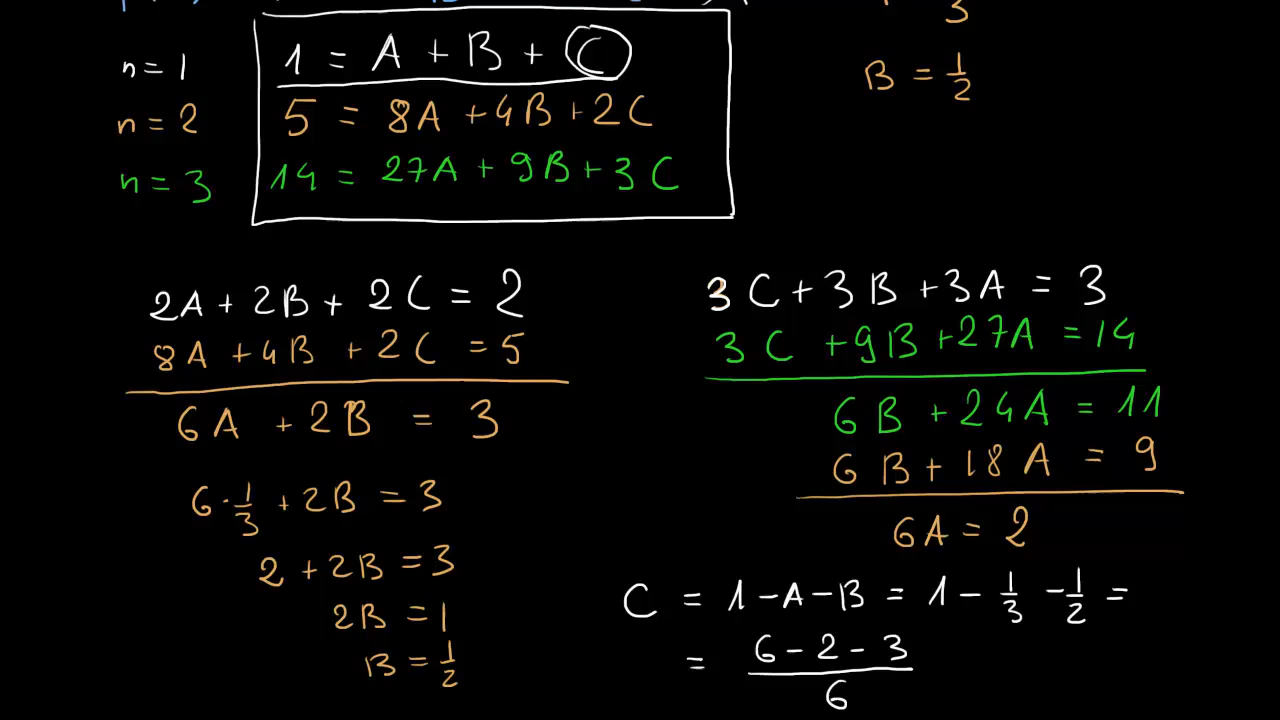 3
n = 1 1 = A + B + C B = 1/2
n = 2 5 = 8A + 4B + 2C
n = 3 14 = 27A + 9B + 3C
2A + 2B + 2C = 2
8A + 4B + 2C = 5
6A + 2B = 3
6 · 1/3 + 2B = 3
2 + 2B = 3
2B = 1
B = 1/2
3C + 3B + 3A = 3
3C + 9B + 27A = 14
6B + 24A = 11
6B + 18A = 9
6A = 2
C = 1 - A - B = 1 - 1/3 - 1/2 =
= (6 - 2 - 3)/6